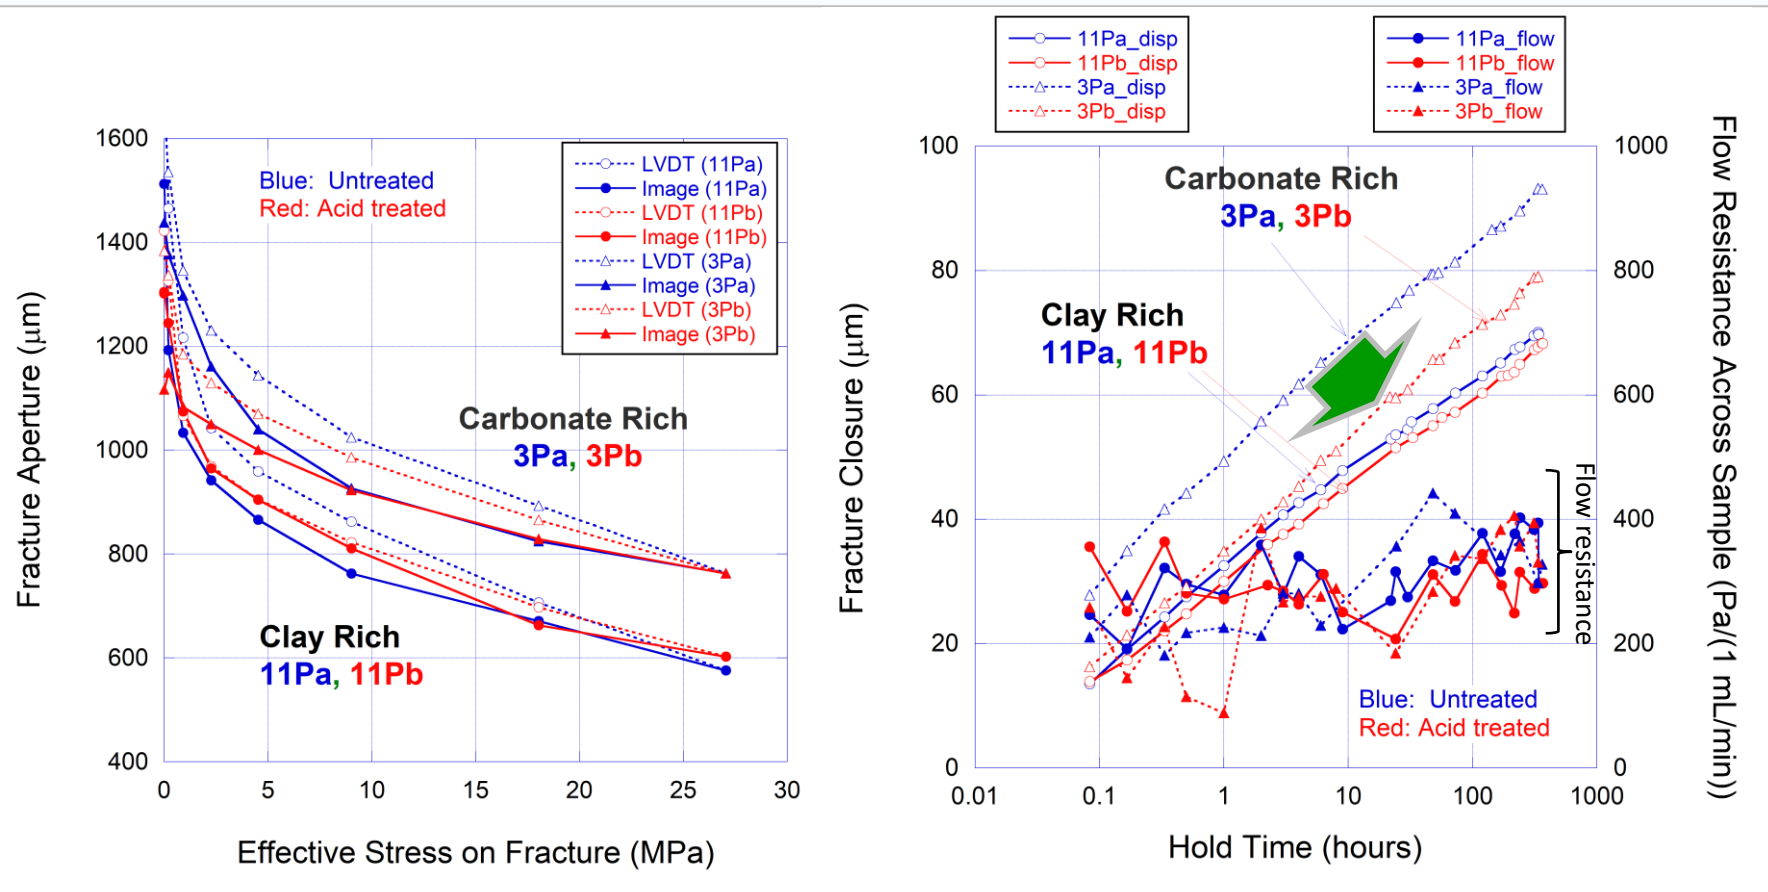 1600
1400
1200
1000
800
600
400
0
5
10
15
20
25
30
Fracture Aperture (μm)
Effective Stress on Fracture (MPa)
Blue: Untreated
Red: Acid treated
LVDT (11Pa)
Image (11Pa)
LVDT (11Pb)
Image (11Pb)
LVDT (3Pa)
Image (3Pa)
LVDT (3Pb)
Image (3Pb)
Carbonate Rich
3Pa, 3Pb
Clay Rich
11Pa, 11Pb
11Pa_disp
11Pb_disp
3Pa_disp
3Pb_disp
11Pa_flow
11Pb_flow
3Pa_flow
3Pb_flow
100
80
60
40
20
0
1000
800
600
400
200
0
0.01
0.1
1
10
100
1000
Fracture Closure (μm)
Hold Time (hours)
Flow Resistance Across Sample (Pa/(1 mL/min))
Carbonate Rich
3Pa, 3Pb
Clay Rich
11Pa, 11Pb
Flow resistance
Blue: Untreated
Red: Acid treated